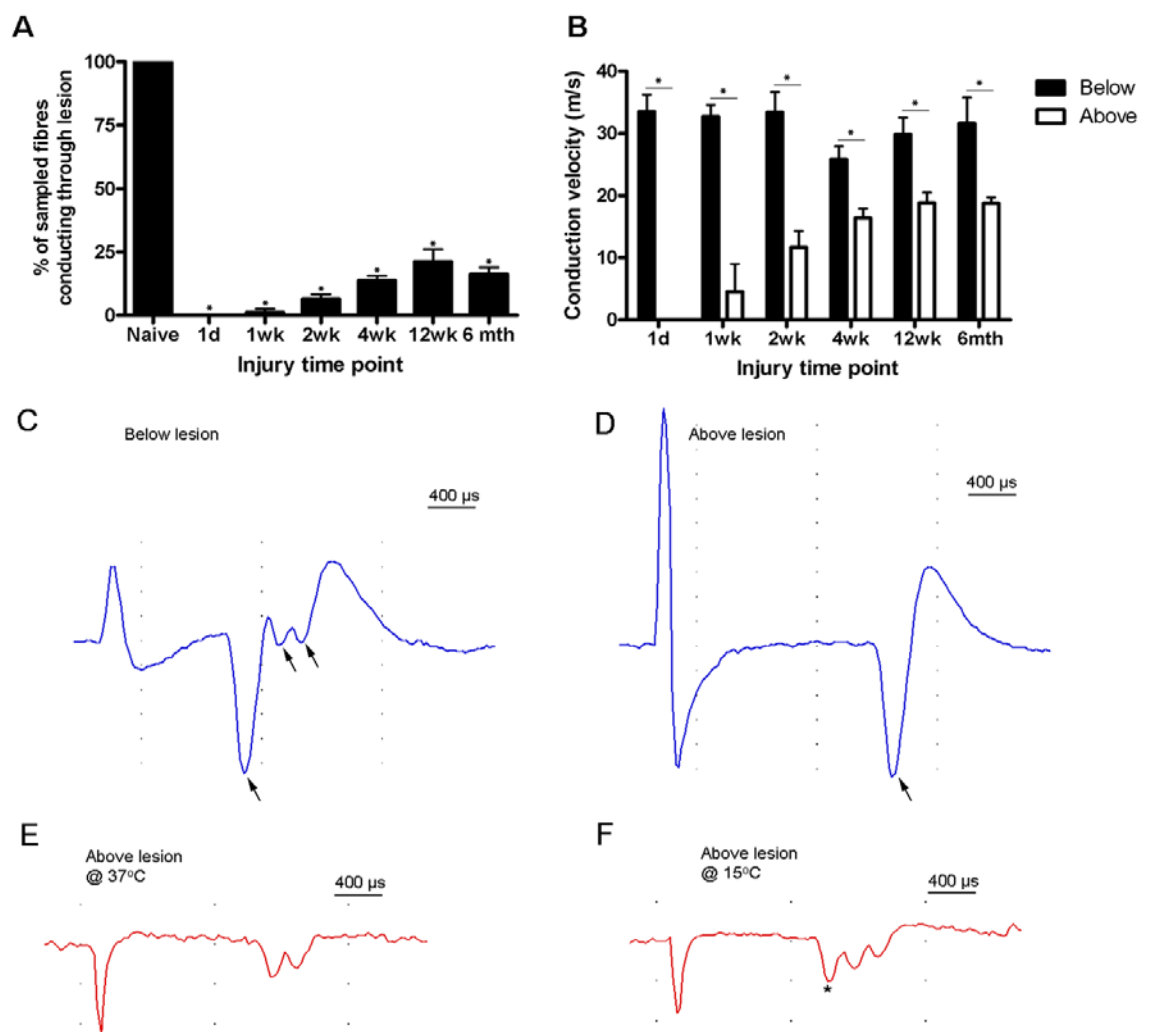 A
% of sampled fibres
conducting through lesion
100
75
50
25
0
* * * * * *
Naive 1d 1wk 2wk 4wk 12wk 6 mth
Injury time point
B
Conduction velocity (m/s)
40
30
20
10
0
* * * * * *
1d 1wk 2wk 4wk 12wk 6mth
Injury time point
Below
Above
C
Below lesion
400 µs
D
Above lesion
400 µs
E
Above lesion
@ 37ºC
400 µs
F
Above lesion
@ 15ºC
400 µs
*